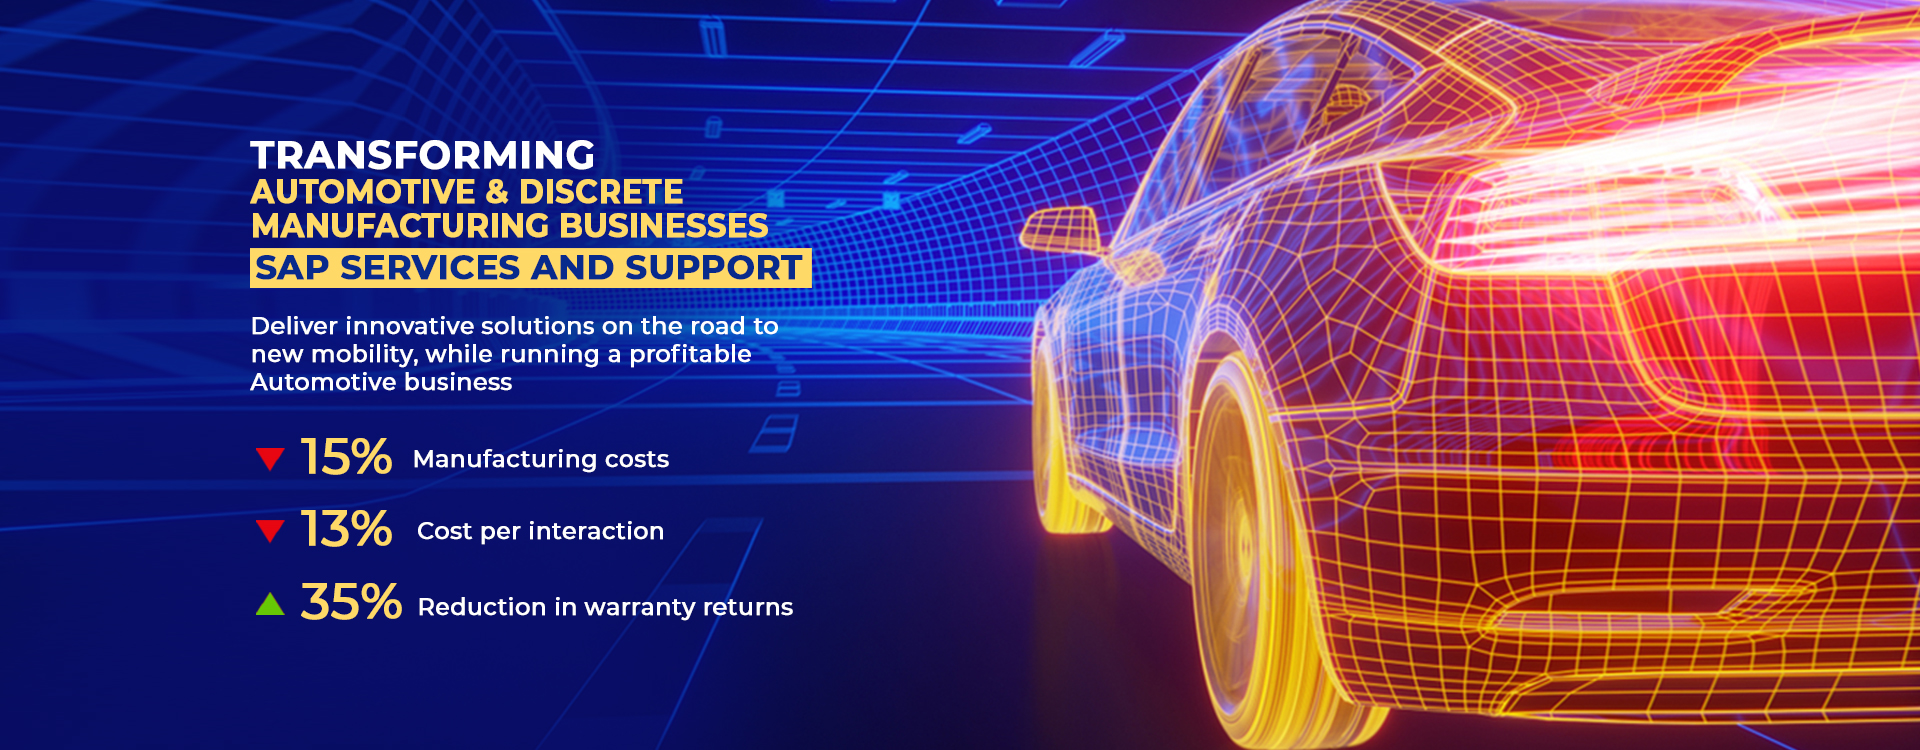 TRANSFORMING
AUTOMOTIVE & DISCRETE
MANUFACTURING BUSINESSES
SAP SERVICES AND SUPPORT
Deliver innovative solutions on the road to
new mobility, while running a profitable
Automotive business
15% Manufacturing costs
13% Cost per interaction
35% Reduction in warranty returns